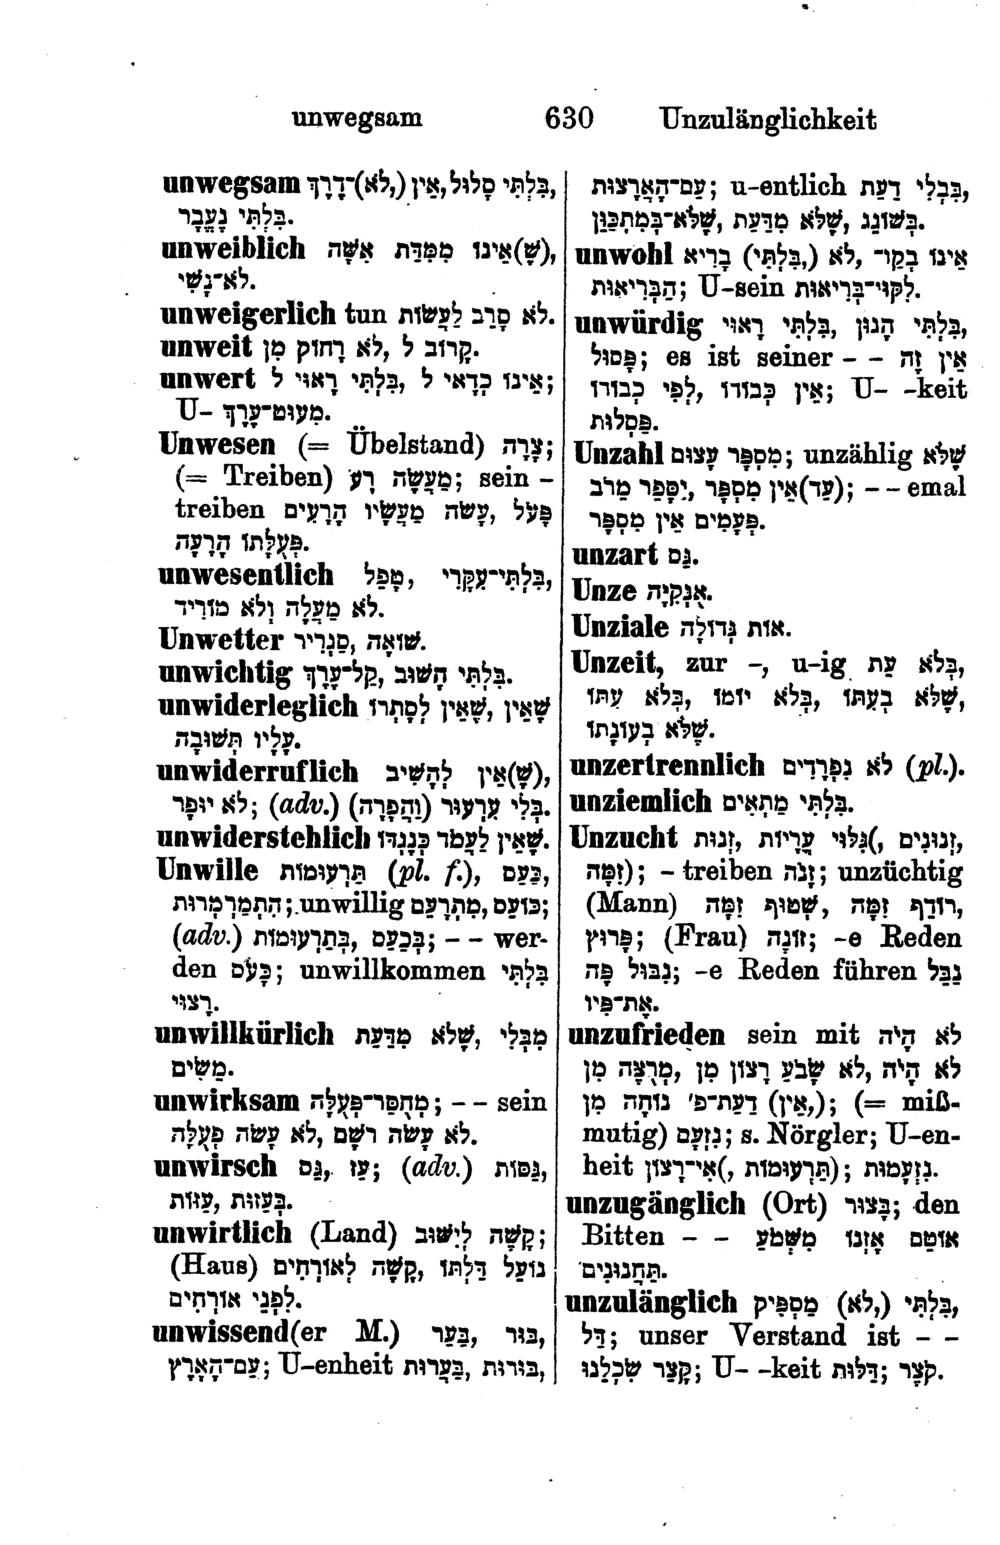 unwegsam 630 Unzulänglichkeit
unwegsam בִּלְתִּי סָלוּל, אֵין (לֹא,)־דֶּרֶךְ,
בִּלְתִּי נֶעֱבָר.
unweiblich (שֶׁ)אֵינוֹ מִמִּדַּת אִשָּׁה,
לֹא־נָשִׁי.
unweigerlich tun לֹא סָרַב לַעֲשׂוֹת.
unweit קָרוֹב לְ, לֹא רָחוֹק מִן.
unwert אֵינוֹ כְדָאי לְ, בִּלְתִּי רָאוּי לְ;
U- מִעוּט־עֵרֶךְ.
Unwesen (= Übelstand) צָרָה;
(= Treiben) מַעֲשֶׂה רָע; sein -
treiben פָּעַל, עָשׂה מַעֲשָׂיו הָרָעִים
פְּעֻלָּתוֹ הָרָעָה.
unwesentlich בִּלְתִּי־עִקָּרִי, טָפֵל,
לֹא מַעֲלֶה וְלֹא מוֹרִיד.
Unwetter שׁוֹאָה, סַגְרִיר.
unwichtig בִּלְתִּי חָשׁוּב, קַל־עֵרֶךְ.
unwiderleglich שֶׁאֵין לְסָתְרוֹ, שֶׁאֵין
עָלָיו תְּשׁוּבָה.
unwiderruflich (שֶׁ)אֵין לְהָשִׁיב,
בְּלִי עִרְעוּר (וַהֲפָרָה) (adv.); לֹא יוּפָר.
unwiderstehlich שֶׁאֵין לַעֲמֹד כְּנֶגְדּוֹ.
Unwille תַּרְעוּמוֹת (pl. f.), כַּעַס,
הִתְמַרְמְרוּת; unwillig כּוֹעֵס, מִתְרָעֵם;
(adv.) בְּכַעַס, בְּתַרְעוּמוֹת; - - wer-
den כָּעֹס; unwillkommen בִּלְתִּי
רָצוּי.
unwillkürlich מִבְּלִי, שֶׁלֹּא מִדַּעַת
מֵשִׂים.
unwirksam מְחֻסַּר־פְּעֻלָּה; - - sein
לֹא עָשׂה רשֶׁם, לֹא עָשׂה פְעֻלָּה.
unwirsch גַּס, עַז; (adv.) גַּסּוֹת,
בְּעַזּוּת, עַזּוֹת.
unwirtlich (Land) קָשֶׁה לְיִשּׁוּב;
(Haus) נוֹעֵל דַּלְתּוֹ, קָשֶׁה לְאוֹרְחִים
לִפְנֵי אוֹרְחִים.
unwissend(er M.) בּוּר, בַּעַר,
עַם־הָאָרֶץ; U-enheit בּוּרוּת, בַּעֲרוּת,
עַם־הָאֲרָצוּת; u-entlich בִּבְלִי דַעַת,
בְּשׁוֹגֵג, שֶׁלֹּא מִדַּעַת, שֶׁלֹּא־בְּמִתְכַּוֵּן.
unwohl אֵינוֹ בְקַו־, לֹא (בִּלְתִּי,) בָּרִיא
הַבְּרִיאוּת; U-sein לִקּוּי־בְּרִיאוּת.
unwürdig בִּלְתִּי הָגוּן, בִּלְתִּי רָאוּי,
פָּסוּל; es ist seiner - - אֵין זֶה
אֵין כְּבוֹדוֹ, לְפִי כְבוֹדוֹ; U- -keit
פַּסְלוּת.
Unzahl מִסְפָּר עָצוּם; unzählig שֶׁלֹּא
(עַד)אֵין מִסְפָּר, יִסָּפֵר מֵרֹב; - - emal
פְּעָמִים אֵין מִסְפָּר.
unzart גַּס.
Unze אֻנְקִיָּה.
Unziale אוֹת גְּדוֹלָה.
Unzeit, zur -, u-ig בְּלֹא עֵת,
שֶׁלֹּא בְעִתּוֹ, בְּלֹא יוֹמוֹ, בְּלֹא עִתּוֹ,
שֶׁלֹּא בְעוֹנָתוֹ.
unzertrennlich לֹא נִפְרָדִים (pl.).
unziemlich בִּלְתִּי מַתְאִים.
Unzucht זְנוּנִים, (גִּלּוּי עֲרָיוֹת, זְנוּת,
זִמָּה); - treiben זָנֹה; unzüchtig
(Mann) רוֹדֵף זִמָּה, שָׁטוּף זִמָּה,
פָּרוּץ; (Frau) זוֹנָה; -e Reden
נִבּוּל פֶּה; -e Reden führen נַבֵּל
אֶת־פִּיו.
unzufrieden sein mit לֹא הָיֹה
לֹא הָיֹה, לֹא שָׂבֹעַ רָצוֹן מִן, מְרֻצֶּה מִן
(אֵין,) דַּעַת־פ' נוֹחָה מִן; (= miß-
mutig) נִזְעָם; s. Nörgler; U-en-
heit אִי־רָצוֹן (תַּרְעוּמוֹת,); נִזְעָמוּת.
unzugänglich (Ort) בָּצוּר; den
Bitten - - אוֹטֵם אָזְנוֹ מִשְּׁמֹעַ
תַּחֲנוּנִים.
unzulänglich בִּלְתִּי (לֹא,) מַסְפִּיק,
דַּל; unser Verstand ist - -
קָצַר שִׂכְלֵנוּ; U- -keit דַּלּוּת; קֹצֶר.